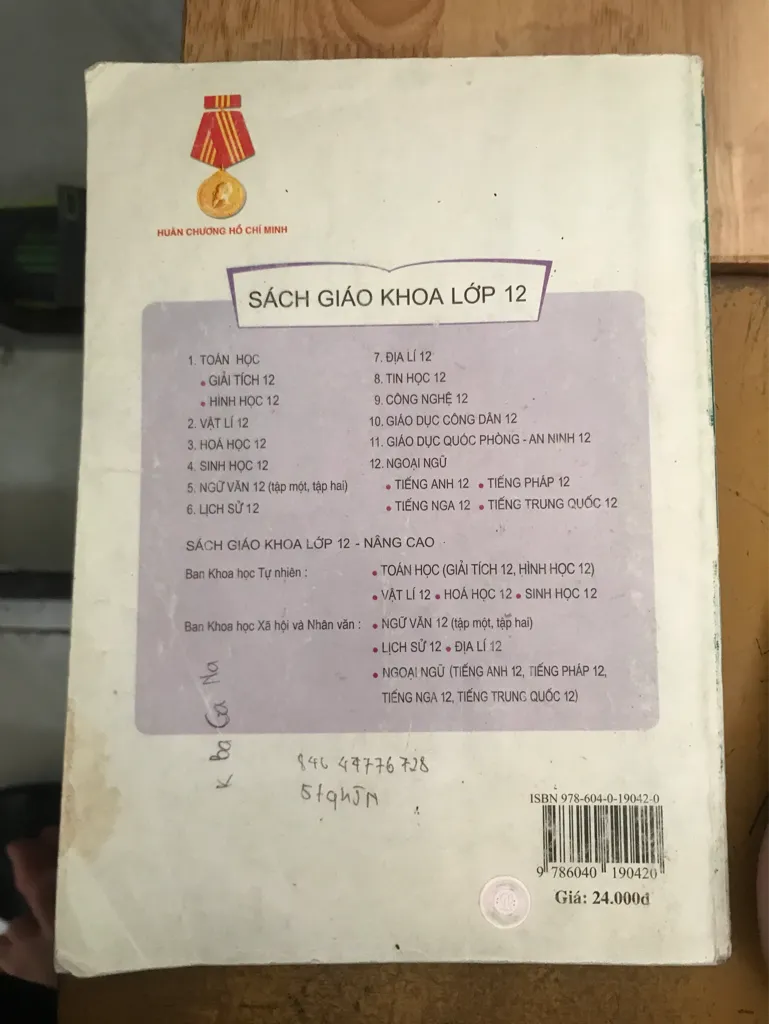 HUÂN CHƯƠNG HỒ CHÍ MINH
SÁCH GIÁO KHOA LỚP 12
1. TOÁN HỌC
• GIẢI TÍCH 12
• HÌNH HỌC 12
2. VẬT LÍ 12
3. HOÁ HỌC 12
4. SINH HỌC 12
5. NGỮ VĂN 12 (tập một, tập hai)
6. LỊCH SỬ 12
7. ĐỊA LÍ 12
8. TIN HỌC 12
9. CÔNG NGHỆ 12
10. GIÁO DỤC CÔNG DÂN 12
11. GIÁO DỤC QUỐC PHÒNG - AN NINH 12
12. NGOẠI NGỮ
• TIẾNG ANH 12 • TIẾNG PHÁP 12
• TIẾNG NGA 12 • TIẾNG TRUNG QUỐC 12
SÁCH GIÁO KHOA LỚP 12 - NÂNG CAO
Ban Khoa học Tự nhiên :
• TOÁN HỌC (GIẢI TÍCH 12, HÌNH HỌC 12)
• VẬT LÍ 12 • HOÁ HỌC 12 • SINH HỌC 12
Ban Khoa học Xã hội và Nhân văn :
• NGỮ VĂN 12 (tập một, tập hai)
• LỊCH SỬ 12 • ĐỊA LÍ 12
• NGOẠI NGỮ (TIẾNG ANH 12, TIẾNG PHÁP 12,
TIẾNG NGA 12, TIẾNG TRUNG QUỐC 12)
K Ba Ga Na
ISBN 978-604-0-19042-0
9 786040 190420
Giá: 24.000đ